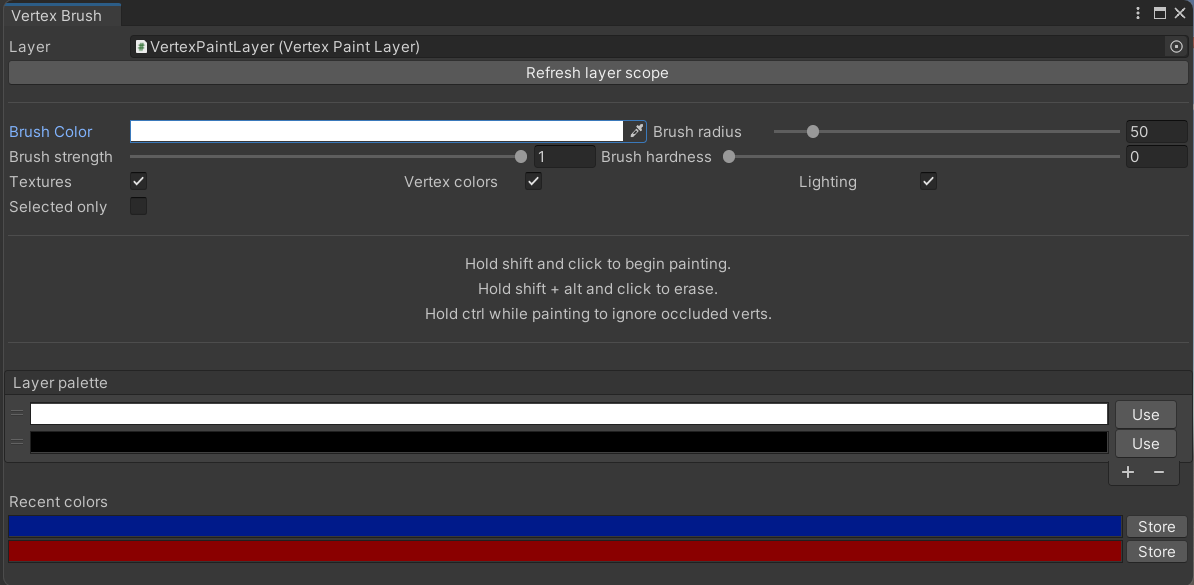 Vertex Brush
Layer VertexPaintLayer (Vertex Paint Layer)
Refresh layer scope
Brush Color Brush radius 50
Brush strength 1 Brush hardness 0
Textures Vertex colors Lighting
Selected only
Hold shift and click to begin painting.
Hold shift + alt and click to erase.
Hold ctrl while painting to ignore occluded verts.
Layer palette
Use
Use
+ −
Recent colors
Store
Store